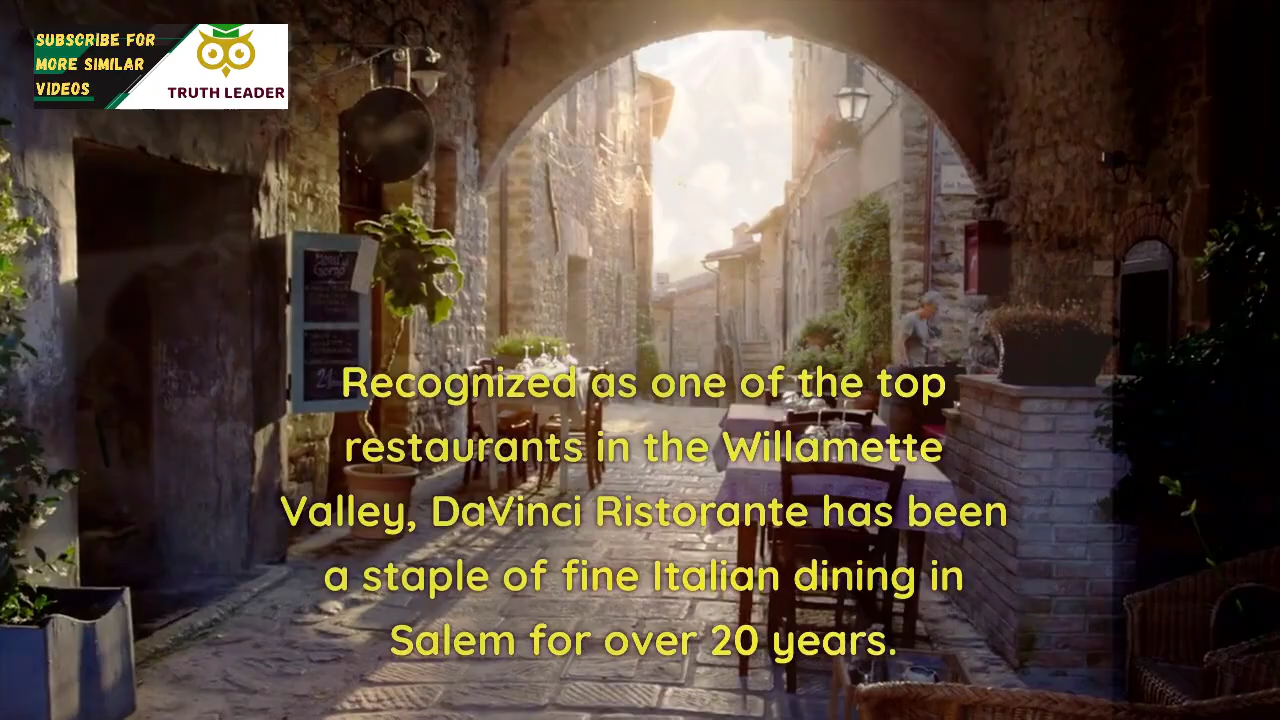 SUBSCRIBE FOR
MORE SIMILAR
VIDEOS
TRUTH LEADER
Recognized as one of the top
restaurants in the Willamette
Valley, DaVinci Ristorante has been
a staple of fine Italian dining in
Salem for over 20 years.